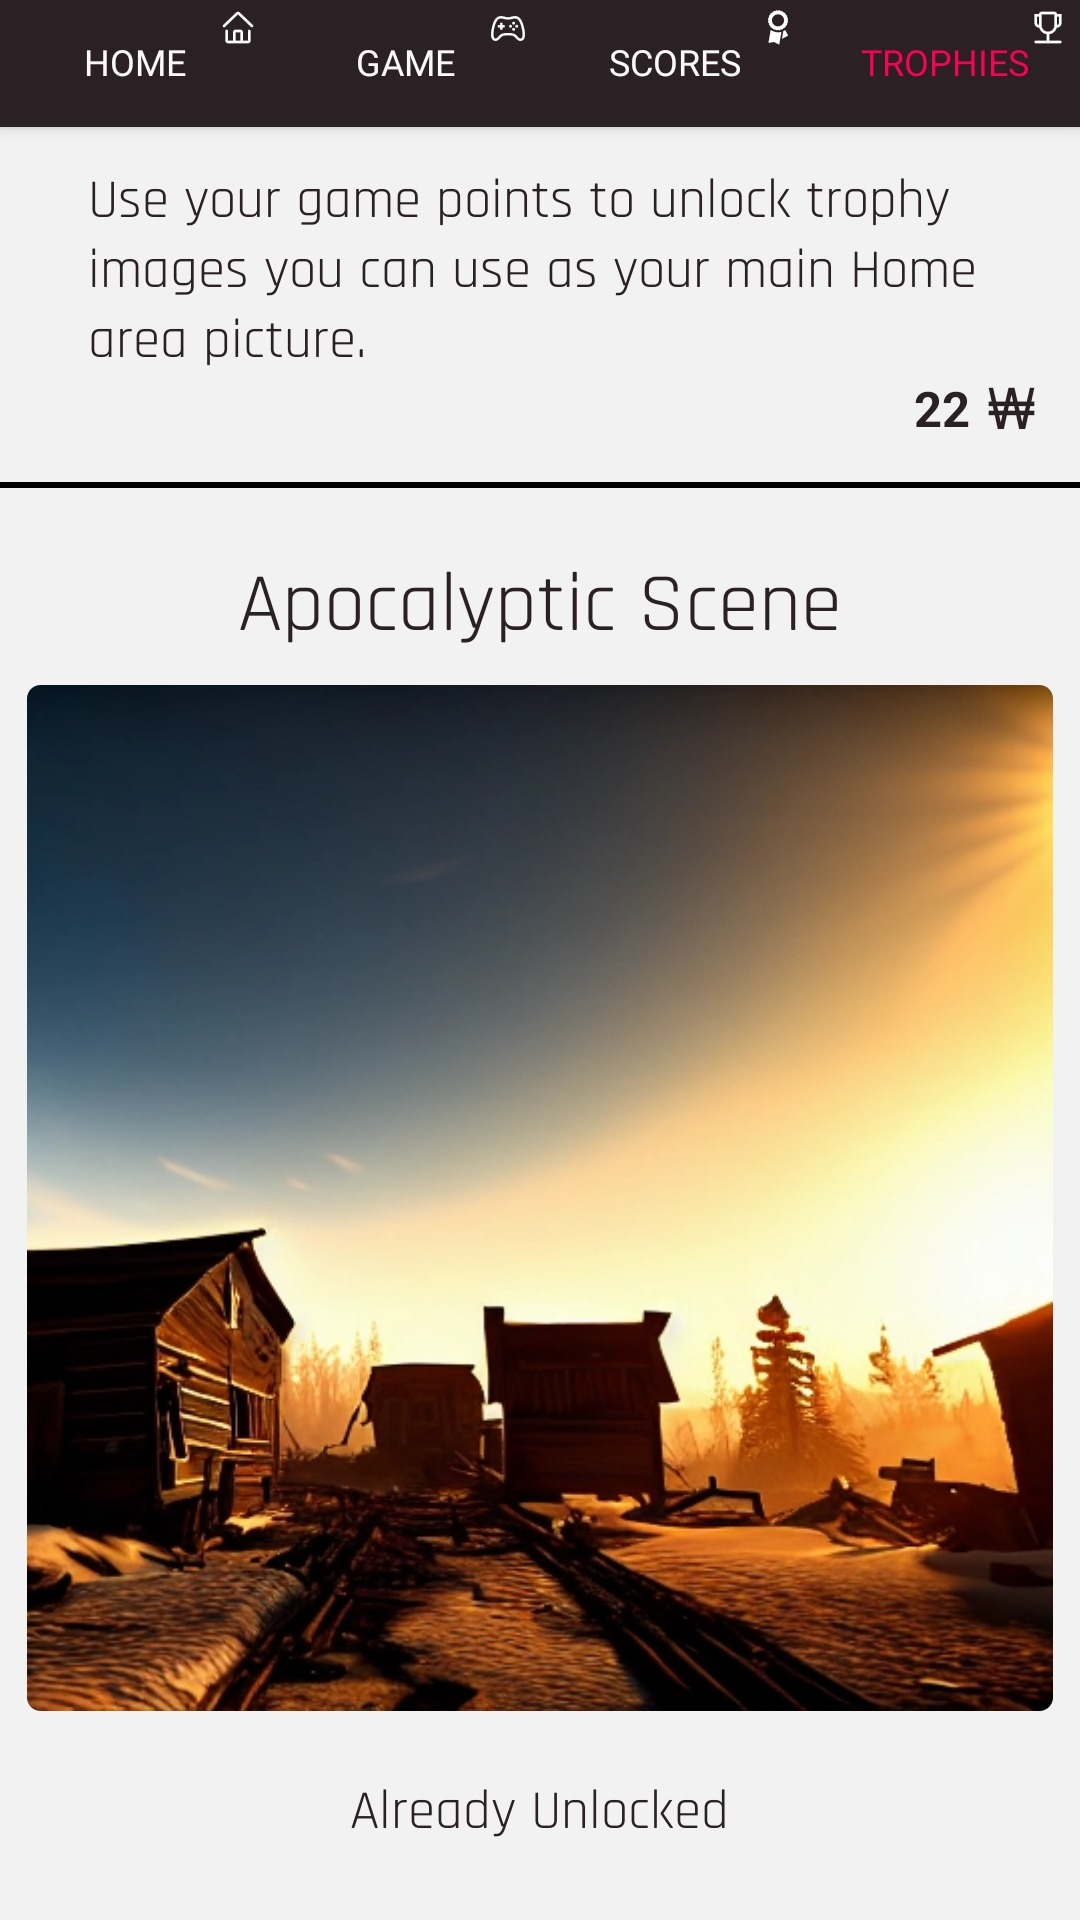 HOME GAME SCORES TROPHIES
Use your game points to unlock trophy
images you can use as your main Home
area picture.
22 ₩
Apocalyptic Scene
Already Unlocked